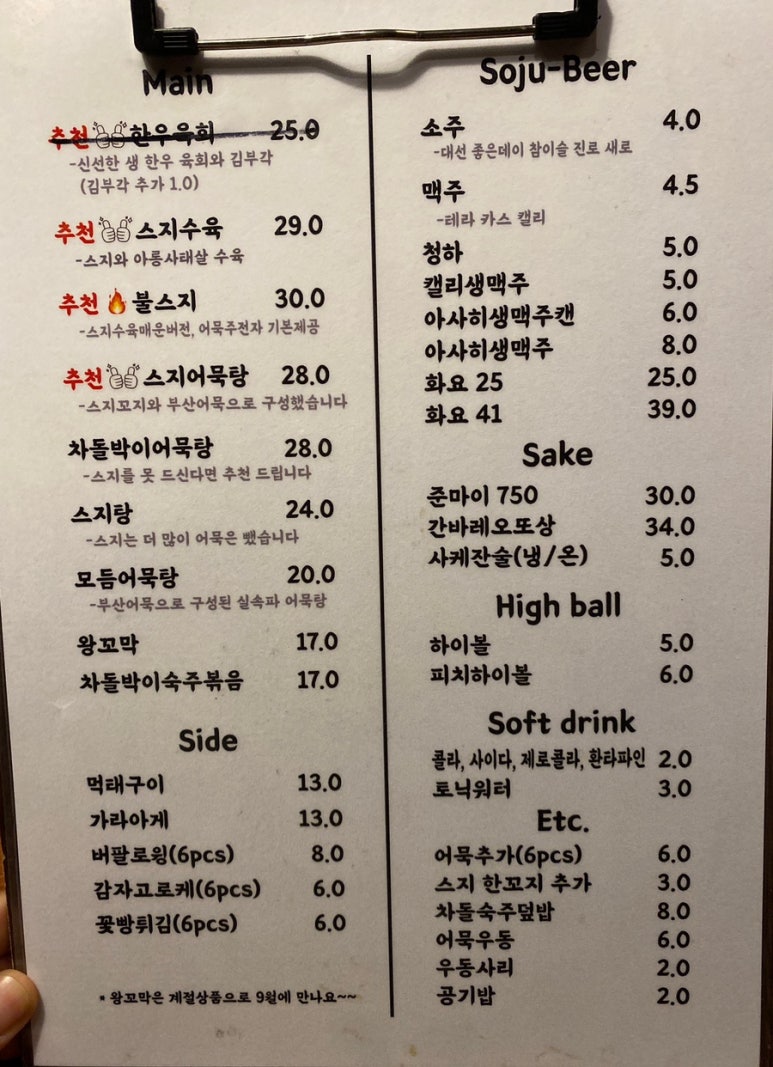 Main
추천 한우육회 25.0
-신선한 생 한우 육회와 김부각
(김부각 추가 1.0)
추천 스지수육 29.0
-스지와 아롱사태살 수육
추천 불스지 30.0
-스지수육매운버전, 어묵주전자 기본제공
추천 스지어묵탕 28.0
-스지꼬지와 부산어묵으로 구성했습니다
차돌박이어묵탕 28.0
-스지를 못 드신다면 추천 드립니다
스지탕 24.0
-스지는 더 많이 어묵은 뺐습니다
모듬어묵탕 20.0
-부산어묵으로 구성된 실속파 어묵탕
왕꼬막 17.0
차돌박이숙주볶음 17.0
Side
먹태구이 13.0
가라아게 13.0
버팔로윙(6pcs) 8.0
감자고로케(6pcs) 6.0
꽃빵튀김(6pcs) 6.0
* 왕꼬막은 계절상품으로 9월에 만나요~~
Soju-Beer
소주 4.0
-대선 좋은데이 참이슬 진로 새로
맥주 4.5
-테라 카스 캘리
청하 5.0
캘리생맥주 5.0
아사히생맥주캔 6.0
아사히생맥주 8.0
화요 25 25.0
화요 41 39.0
Sake
준마이 750 30.0
간바레오또상 34.0
사케잔술(냉/온) 5.0
High ball
하이볼 5.0
피치하이볼 6.0
Soft drink
콜라, 사이다, 제로콜라, 환타파인 2.0
토닉워터 3.0
Etc.
어묵추가(6pcs) 6.0
스지 한꼬지 추가 3.0
차돌숙주덮밥 8.0
어묵우동 6.0
우동사리 2.0
공기밥 2.0